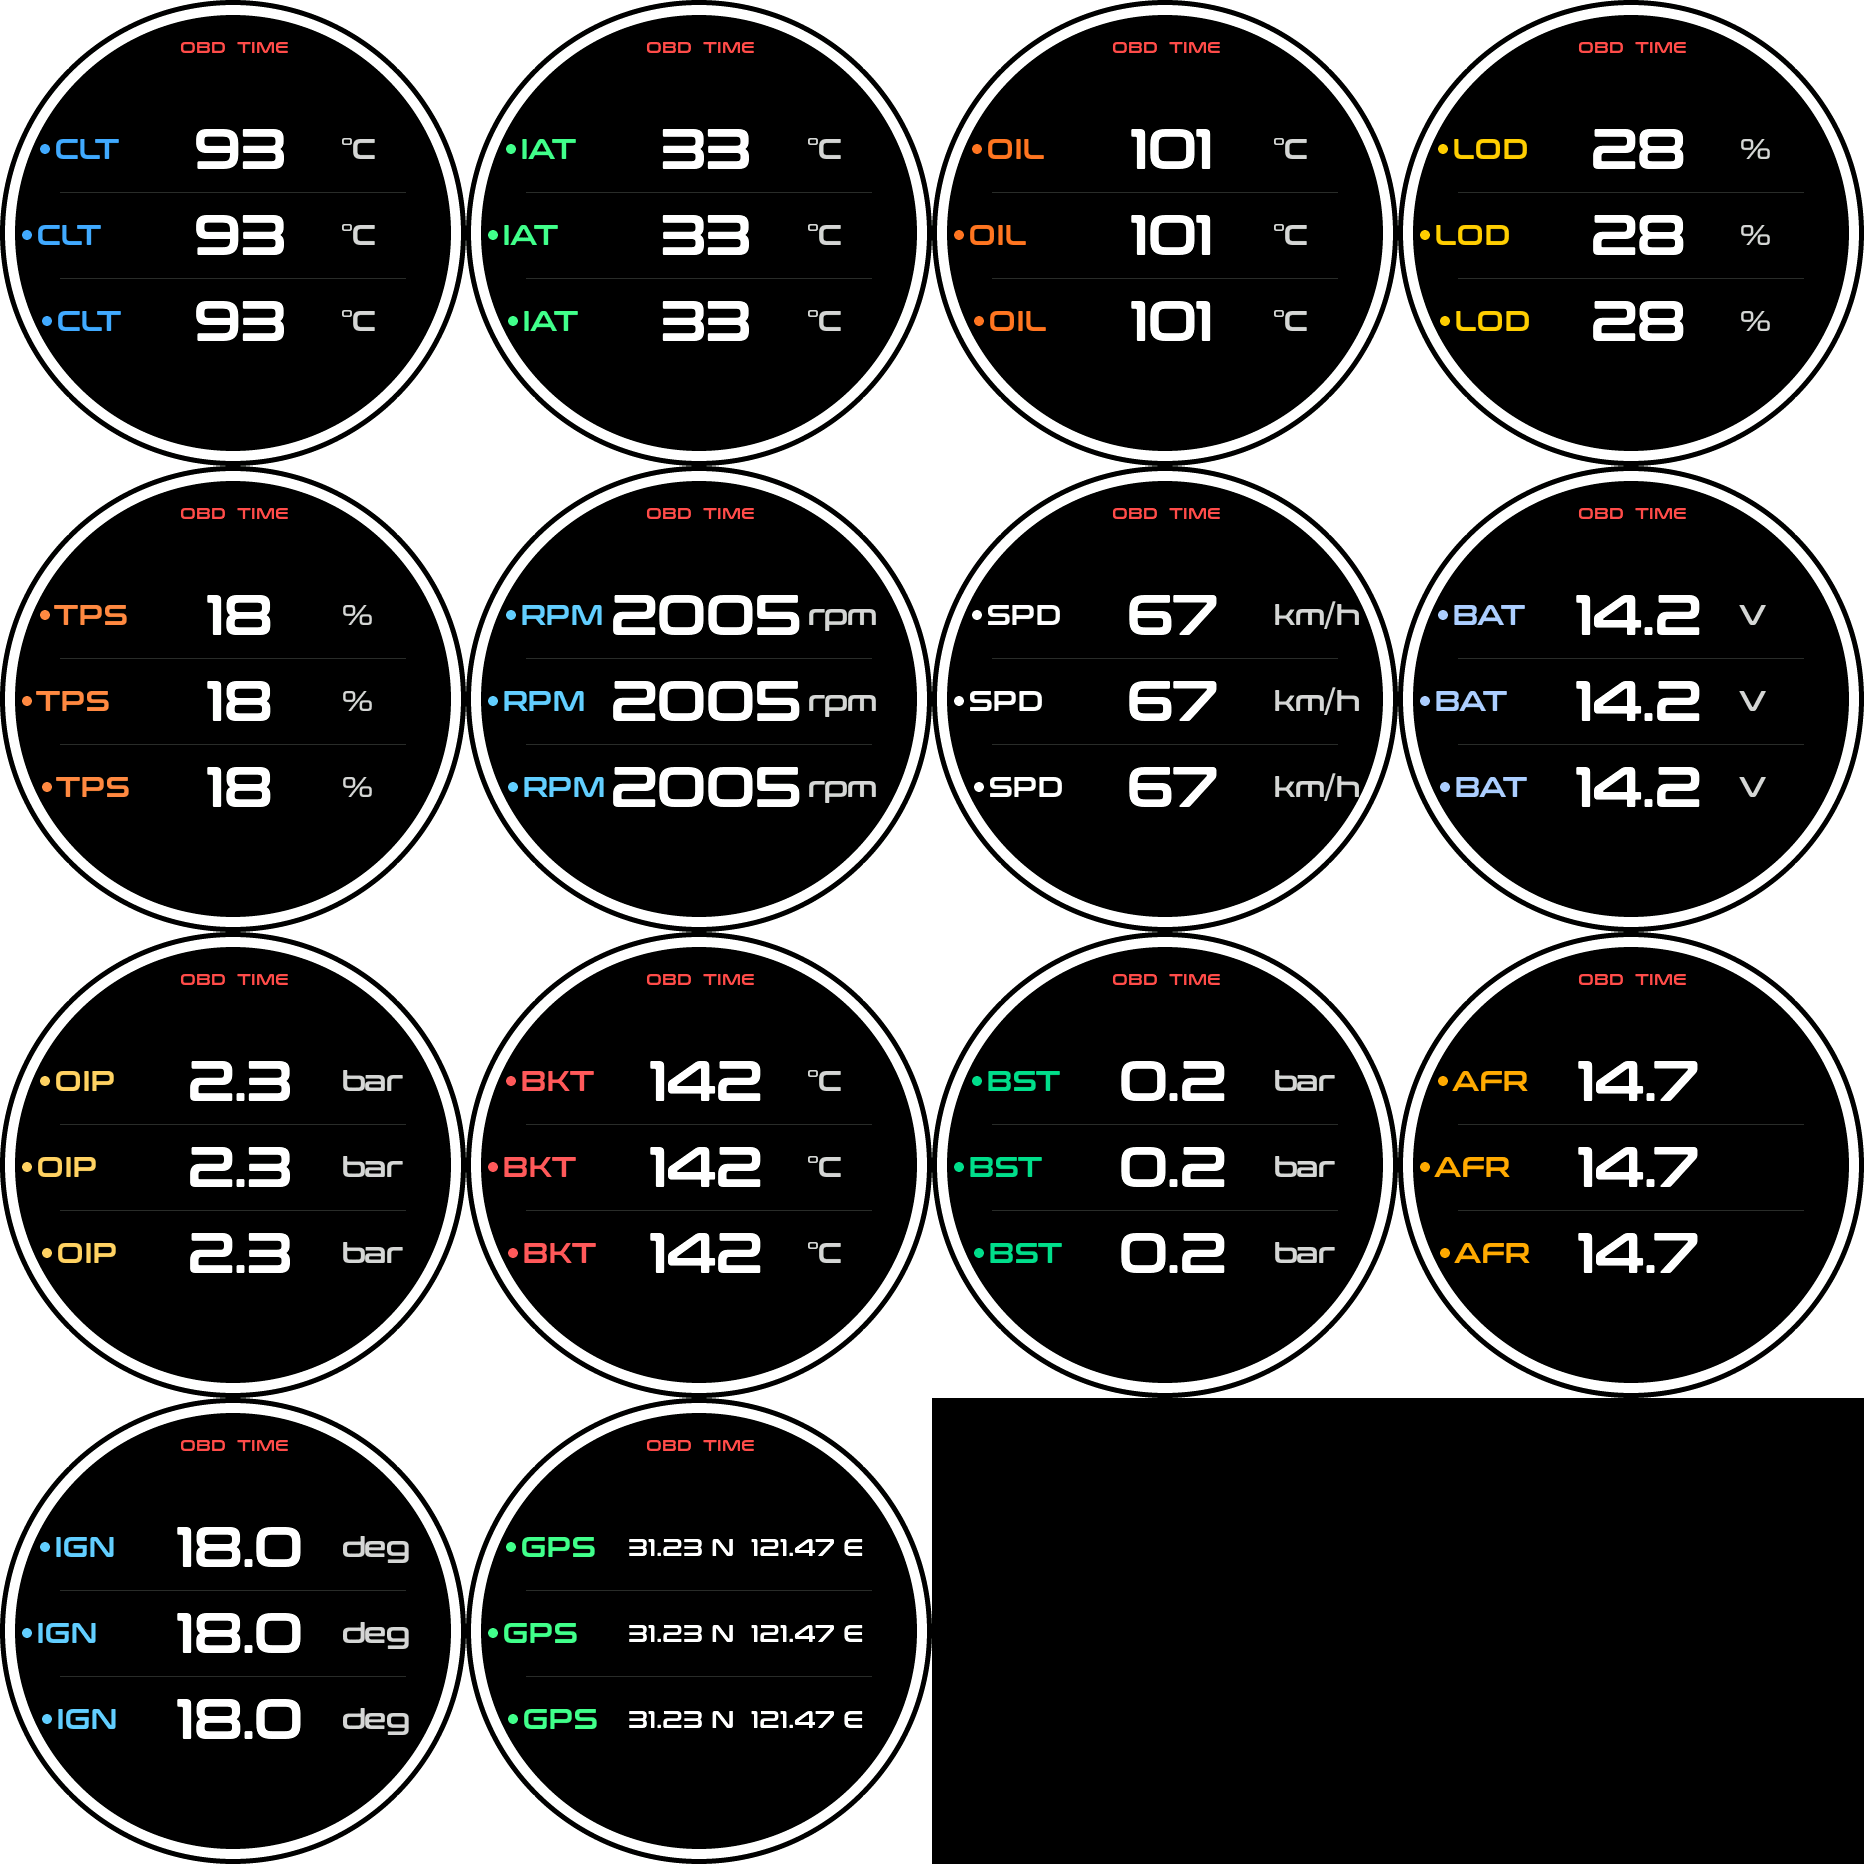 OBD TIME
CLT 93 °C
CLT 93 °C
CLT 93 °C
OBD TIME
IAT 33 °C
IAT 33 °C
IAT 33 °C
OBD TIME
OIL 101 °C
OIL 101 °C
OIL 101 °C
OBD TIME
LOD 28 %
LOD 28 %
LOD 28 %
OBD TIME
TPS 18 %
TPS 18 %
TPS 18 %
OBD TIME
RPM 2005 rpm
RPM 2005 rpm
RPM 2005 rpm
OBD TIME
SPD 67 km/h
SPD 67 km/h
SPD 67 km/h
OBD TIME
BAT 14.2 V
BAT 14.2 V
BAT 14.2 V
OBD TIME
OIP 2.3 bar
OIP 2.3 bar
OIP 2.3 bar
OBD TIME
BKT 142 °C
BKT 142 °C
BKT 142 °C
OBD TIME
BST 0.2 bar
BST 0.2 bar
BST 0.2 bar
OBD TIME
AFR 14.7
AFR 14.7
AFR 14.7
OBD TIME
IGN 18.0 deg
IGN 18.0 deg
IGN 18.0 deg
OBD TIME
GPS 31.23 N 121.47 E
GPS 31.23 N 121.47 E
GPS 31.23 N 121.47 E